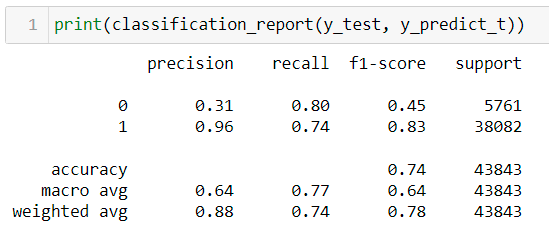 1 print(classification_report(y_test, y_predict_t))
precision recall f1-score support
0 0.31 0.80 0.45 5761
1 0.96 0.74 0.83 38082
accuracy 0.74 43843
macro avg 0.64 0.77 0.64 43843
weighted avg 0.88 0.74 0.78 43843